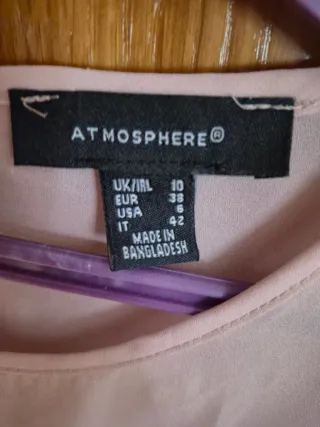 ATMOSPHERE®
UK/IRL 10
EUR 38
USA 6
IT 42
MADE IN
BANGLADESH